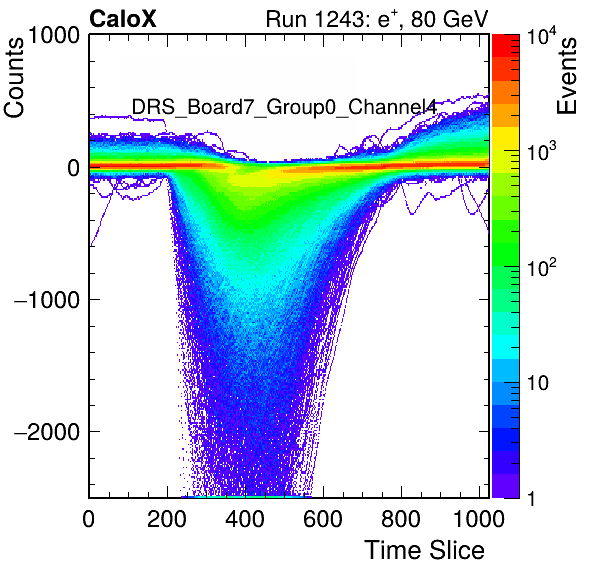 CaloX Run 1243: e⁺, 80 GeV
DRS_Board7_Group0_Channel4
Counts
Events
1000
0
−1000
−2000
0 200 400 600 800 1000
Time Slice
10⁴
10³
10²
10
1